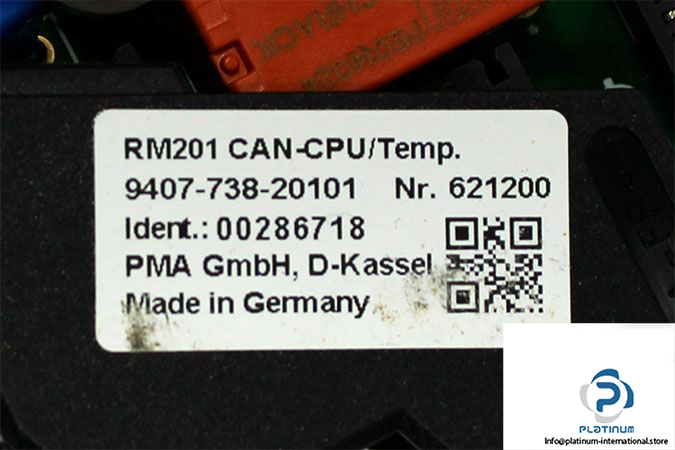 SCHRACK
RM201 CAN-CPU/Temp.
9407-738-20101 Nr. 621200
Ident.: 00286718
PMA GmbH, D-Kassel
Made in Germany
PLATINUM
Info@platinum-international.store